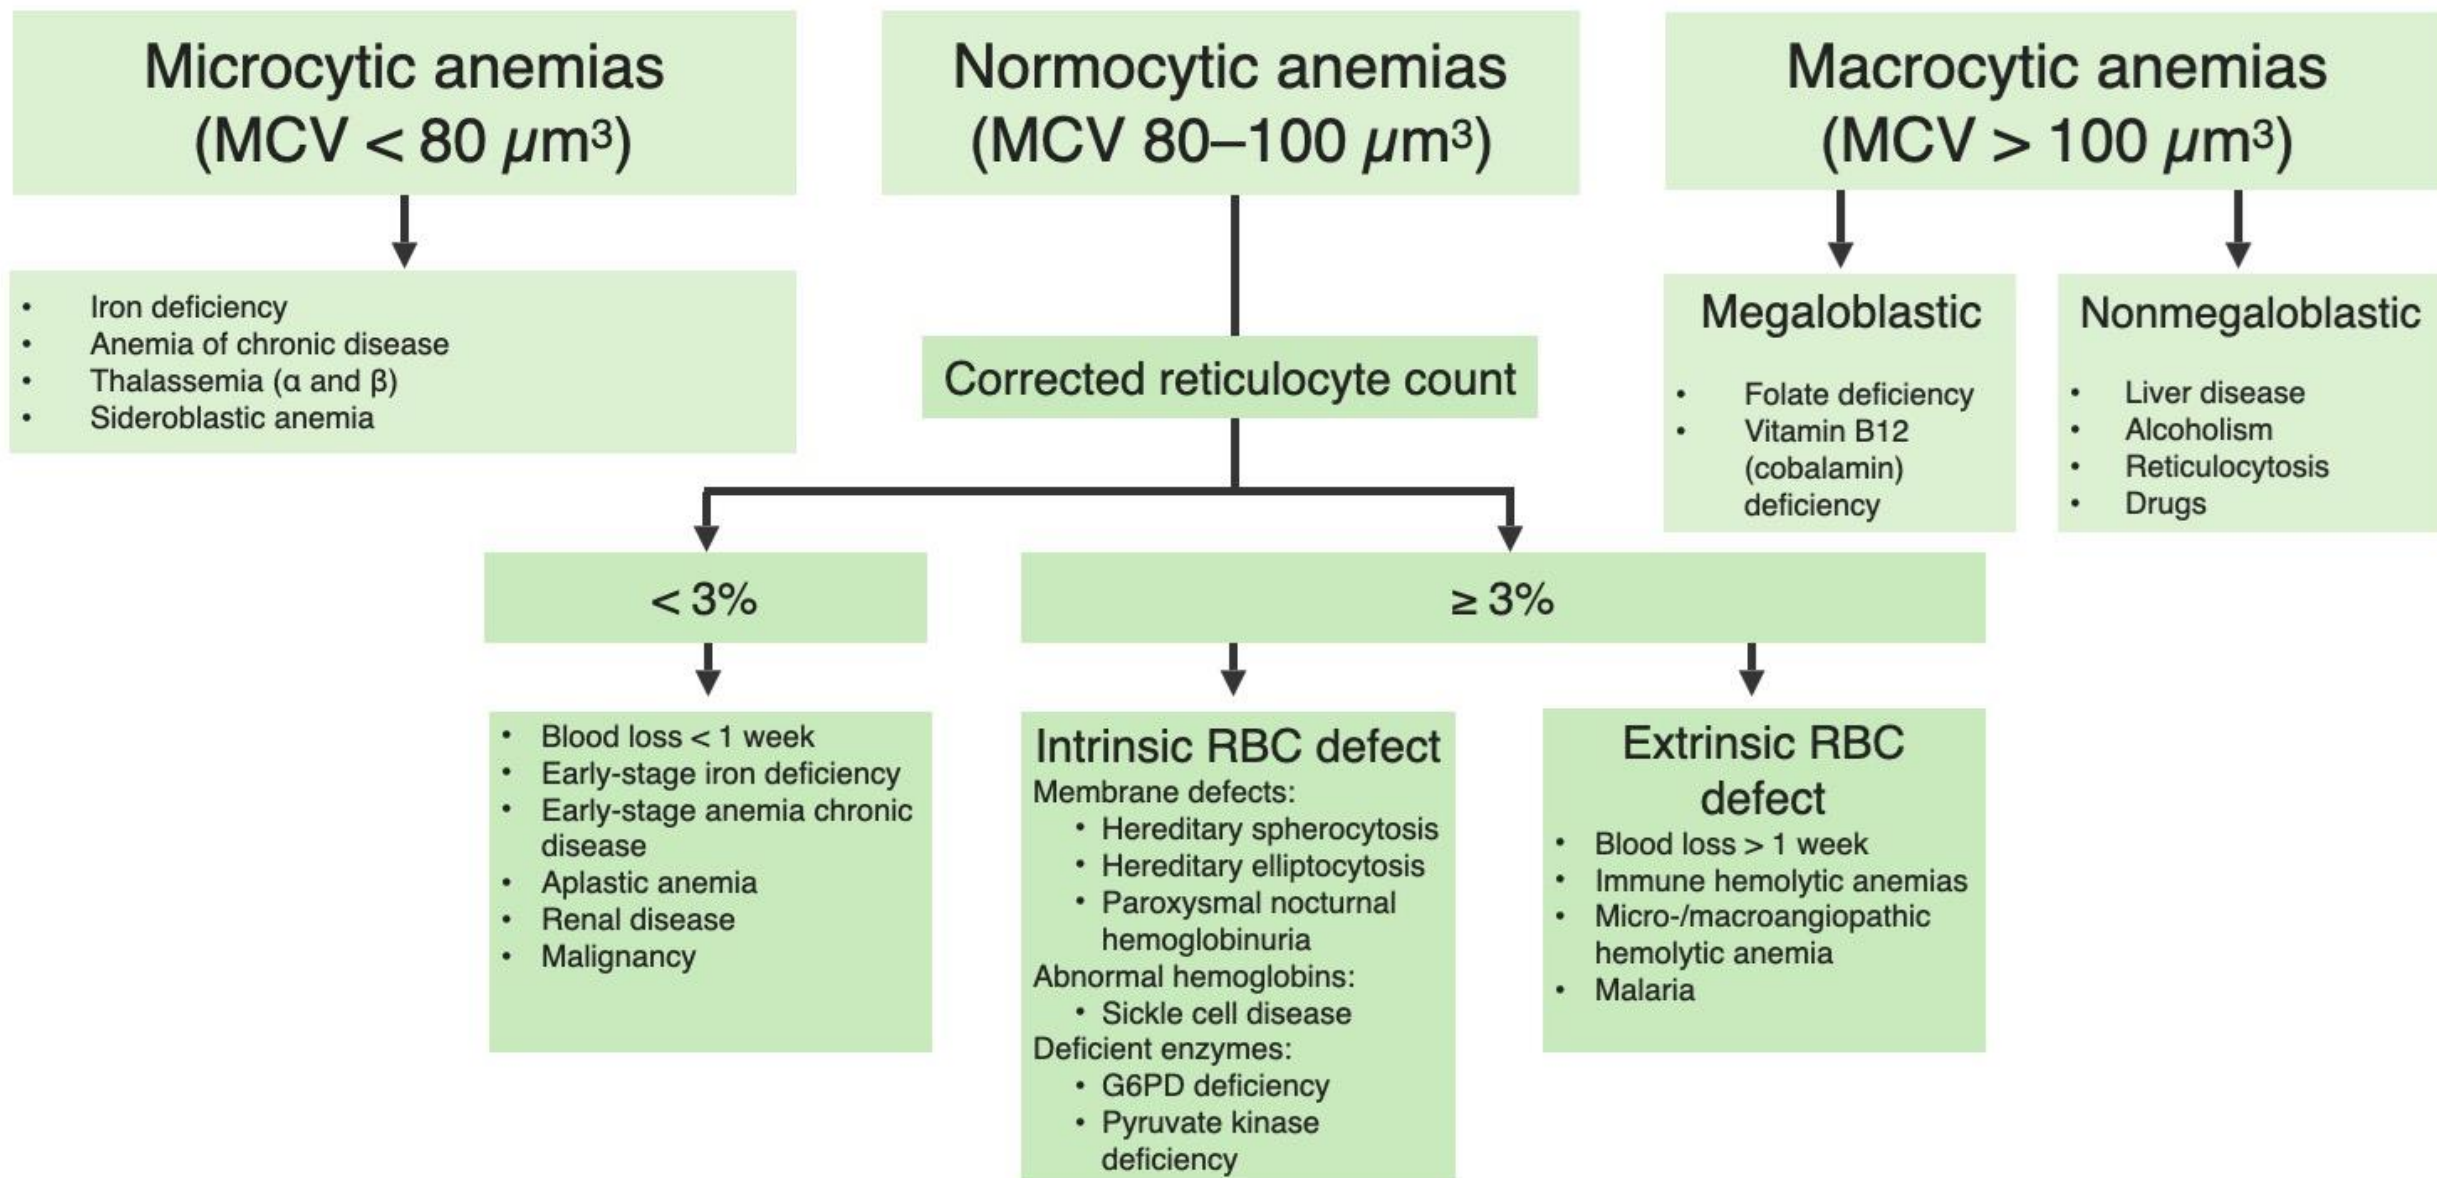 Microcytic anemias
(MCV < 80 µm³)
• Iron deficiency
• Anemia of chronic disease
• Thalassemia (α and β)
• Sideroblastic anemia
Normocytic anemias
(MCV 80–100 µm³)
Corrected reticulocyte count
< 3%
• Blood loss < 1 week
• Early-stage iron deficiency
• Early-stage anemia chronic
disease
• Aplastic anemia
• Renal disease
• Malignancy
≥ 3%
Intrinsic RBC defect
Membrane defects:
• Hereditary spherocytosis
• Hereditary elliptocytosis
• Paroxysmal nocturnal
hemoglobinuria
Abnormal hemoglobins:
• Sickle cell disease
Deficient enzymes:
• G6PD deficiency
• Pyruvate kinase
deficiency
Extrinsic RBC
defect
• Blood loss > 1 week
• Immune hemolytic anemias
• Micro-/macroangiopathic
hemolytic anemia
• Malaria
Macrocytic anemias
(MCV > 100 µm³)
Megaloblastic
• Folate deficiency
• Vitamin B12
(cobalamin)
deficiency
Nonmegaloblastic
• Liver disease
• Alcoholism
• Reticulocytosis
• Drugs